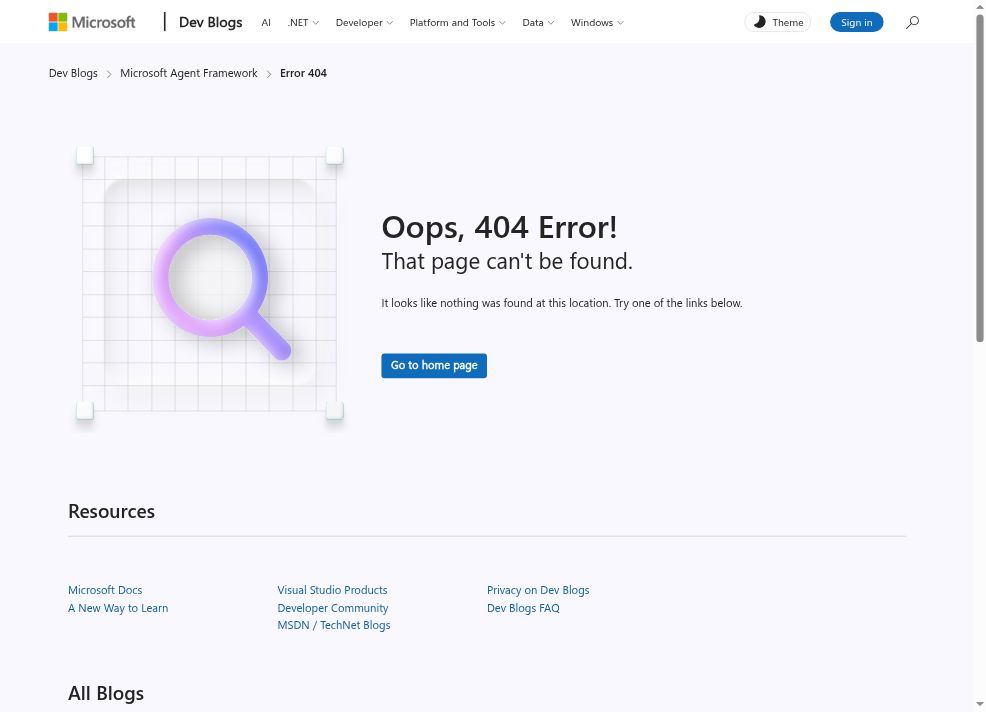 Microsoft
Dev Blogs
AI
.NET
Developer
Platform and Tools
Data
Windows
Theme
Sign in
Dev Blogs
Microsoft Agent Framework
Error 404
Oops, 404 Error!
That page can't be found.
It looks like nothing was found at this location. Try one of the links below.
Go to home page
Resources
Microsoft Docs
A New Way to Learn
Visual Studio Products
Developer Community
MSDN / TechNet Blogs
Privacy on Dev Blogs
Dev Blogs FAQ
All Blogs